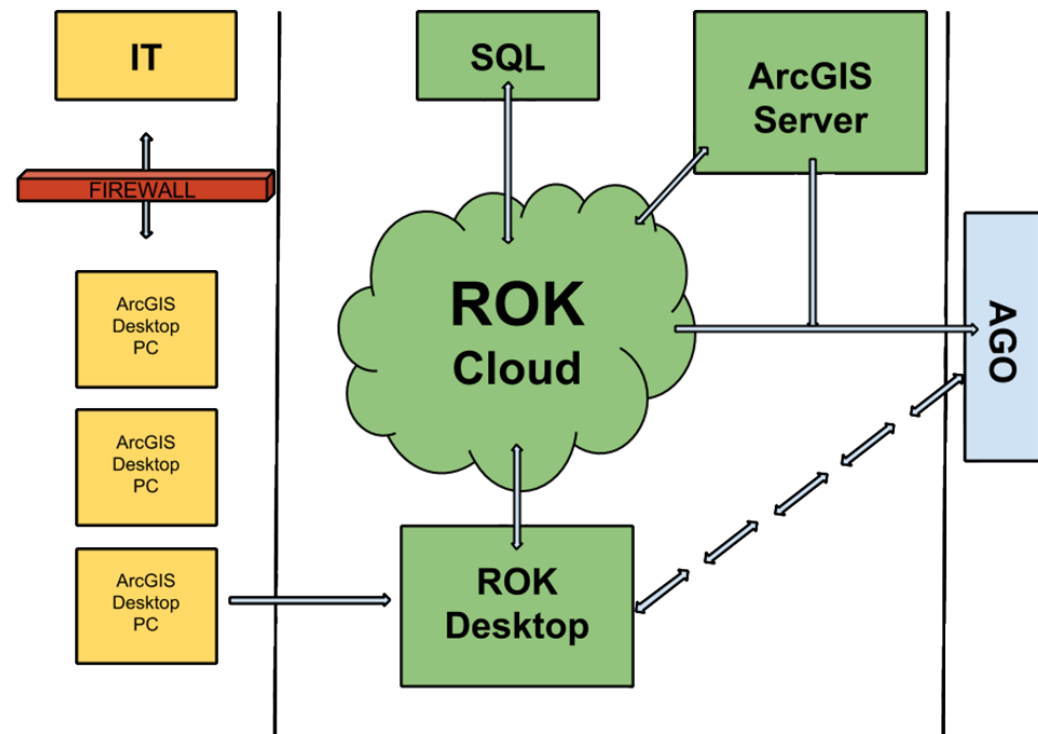 IT
FIREWALL
ArcGIS
Desktop
PC
ArcGIS
Desktop
PC
ArcGIS
Desktop
PC
SQL
ArcGIS
Server
ROK
Cloud
ROK
Desktop
AGO